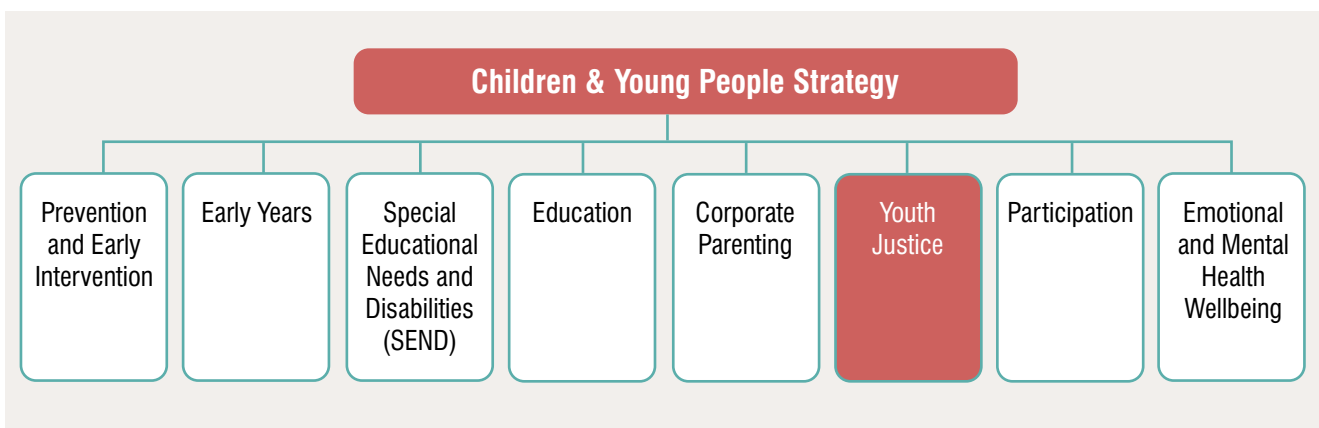 Children & Young People Strategy
Prevention
and Early
Intervention
Early Years
Special
Educational
Needs and
Disabilities
(SEND)
Education
Corporate
Parenting
Youth
Justice
Participation
Emotional
and Mental
Health
Wellbeing